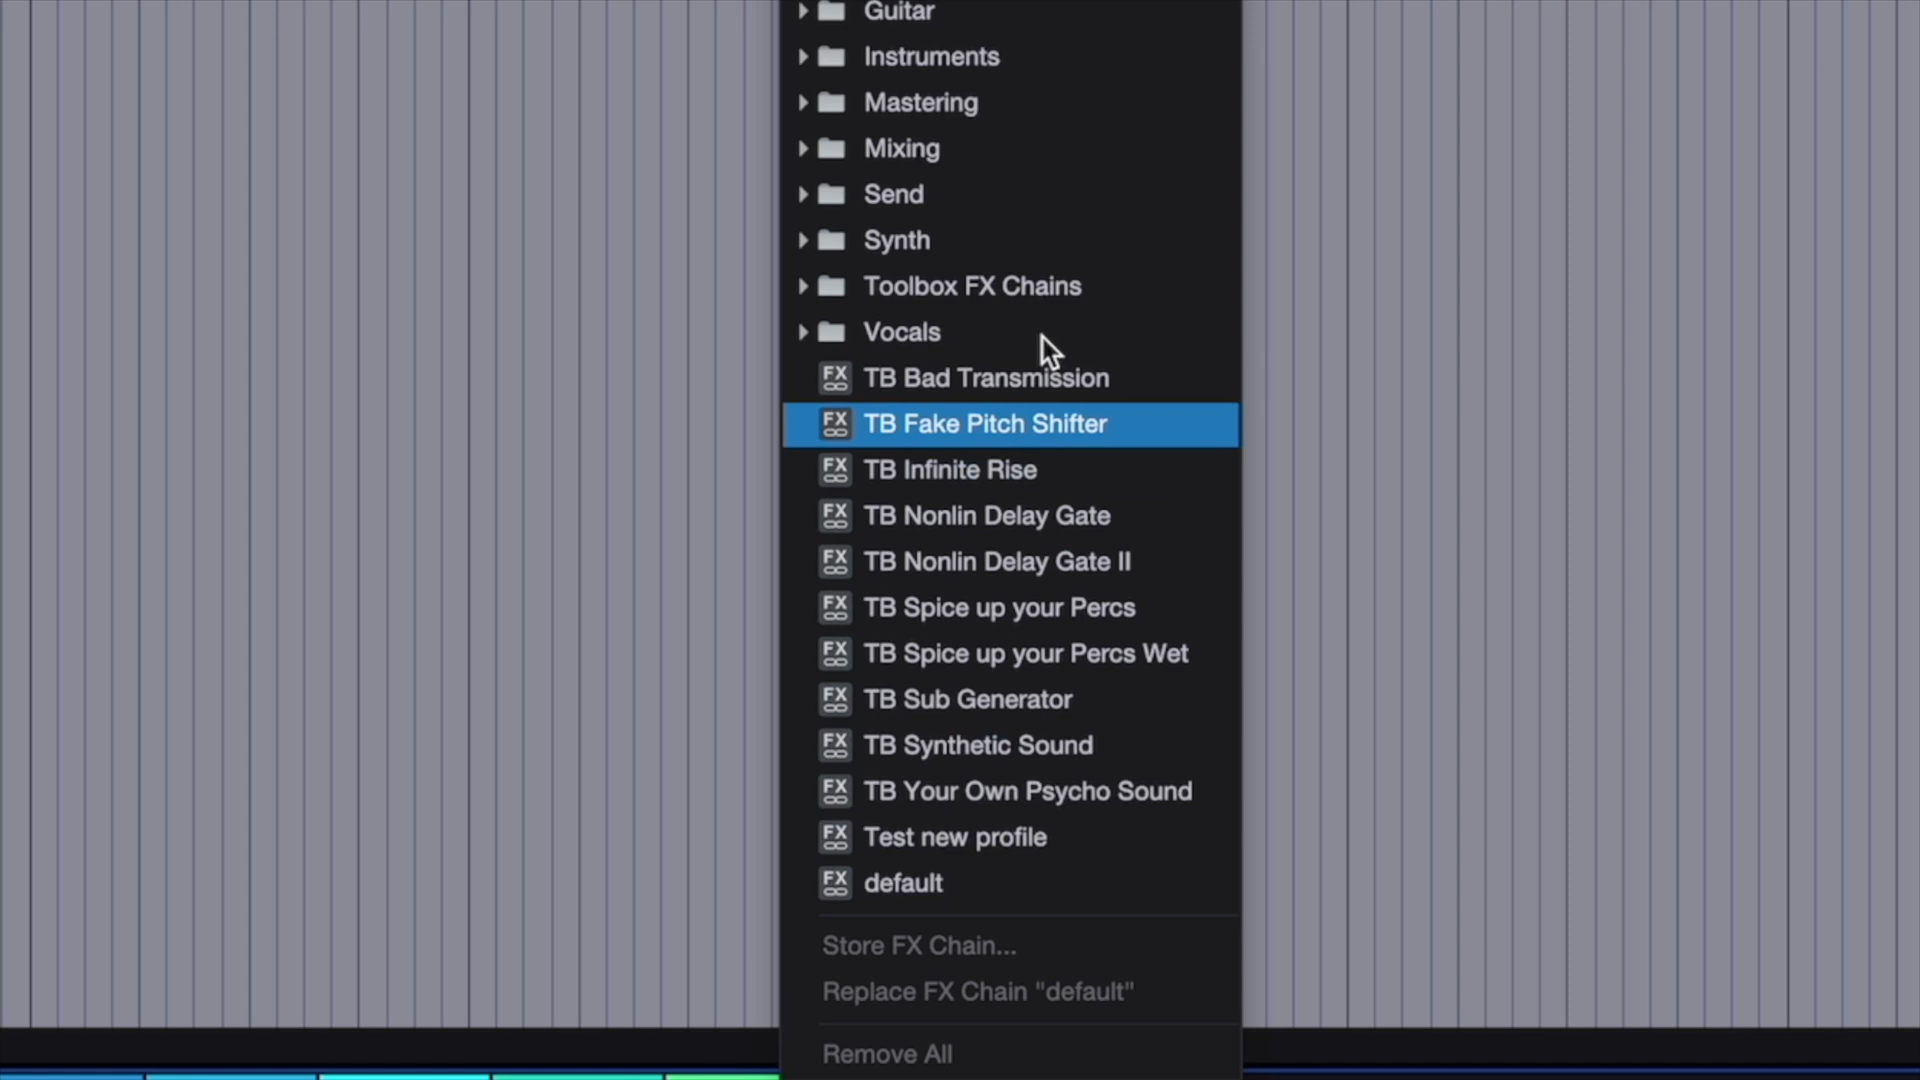 Guitar
Instruments
Mastering
Mixing
Send
Synth
Toolbox FX Chains
Vocals
FX TB Bad Transmission
FX TB Fake Pitch Shifter
FX TB Infinite Rise
FX TB Nonlin Delay Gate
FX TB Nonlin Delay Gate II
FX TB Spice up your Percs
FX TB Spice up your Percs Wet
FX TB Sub Generator
FX TB Synthetic Sound
FX TB Your Own Psycho Sound
FX Test new profile
FX default
Store FX Chain...
Replace FX Chain "default"
Remove All